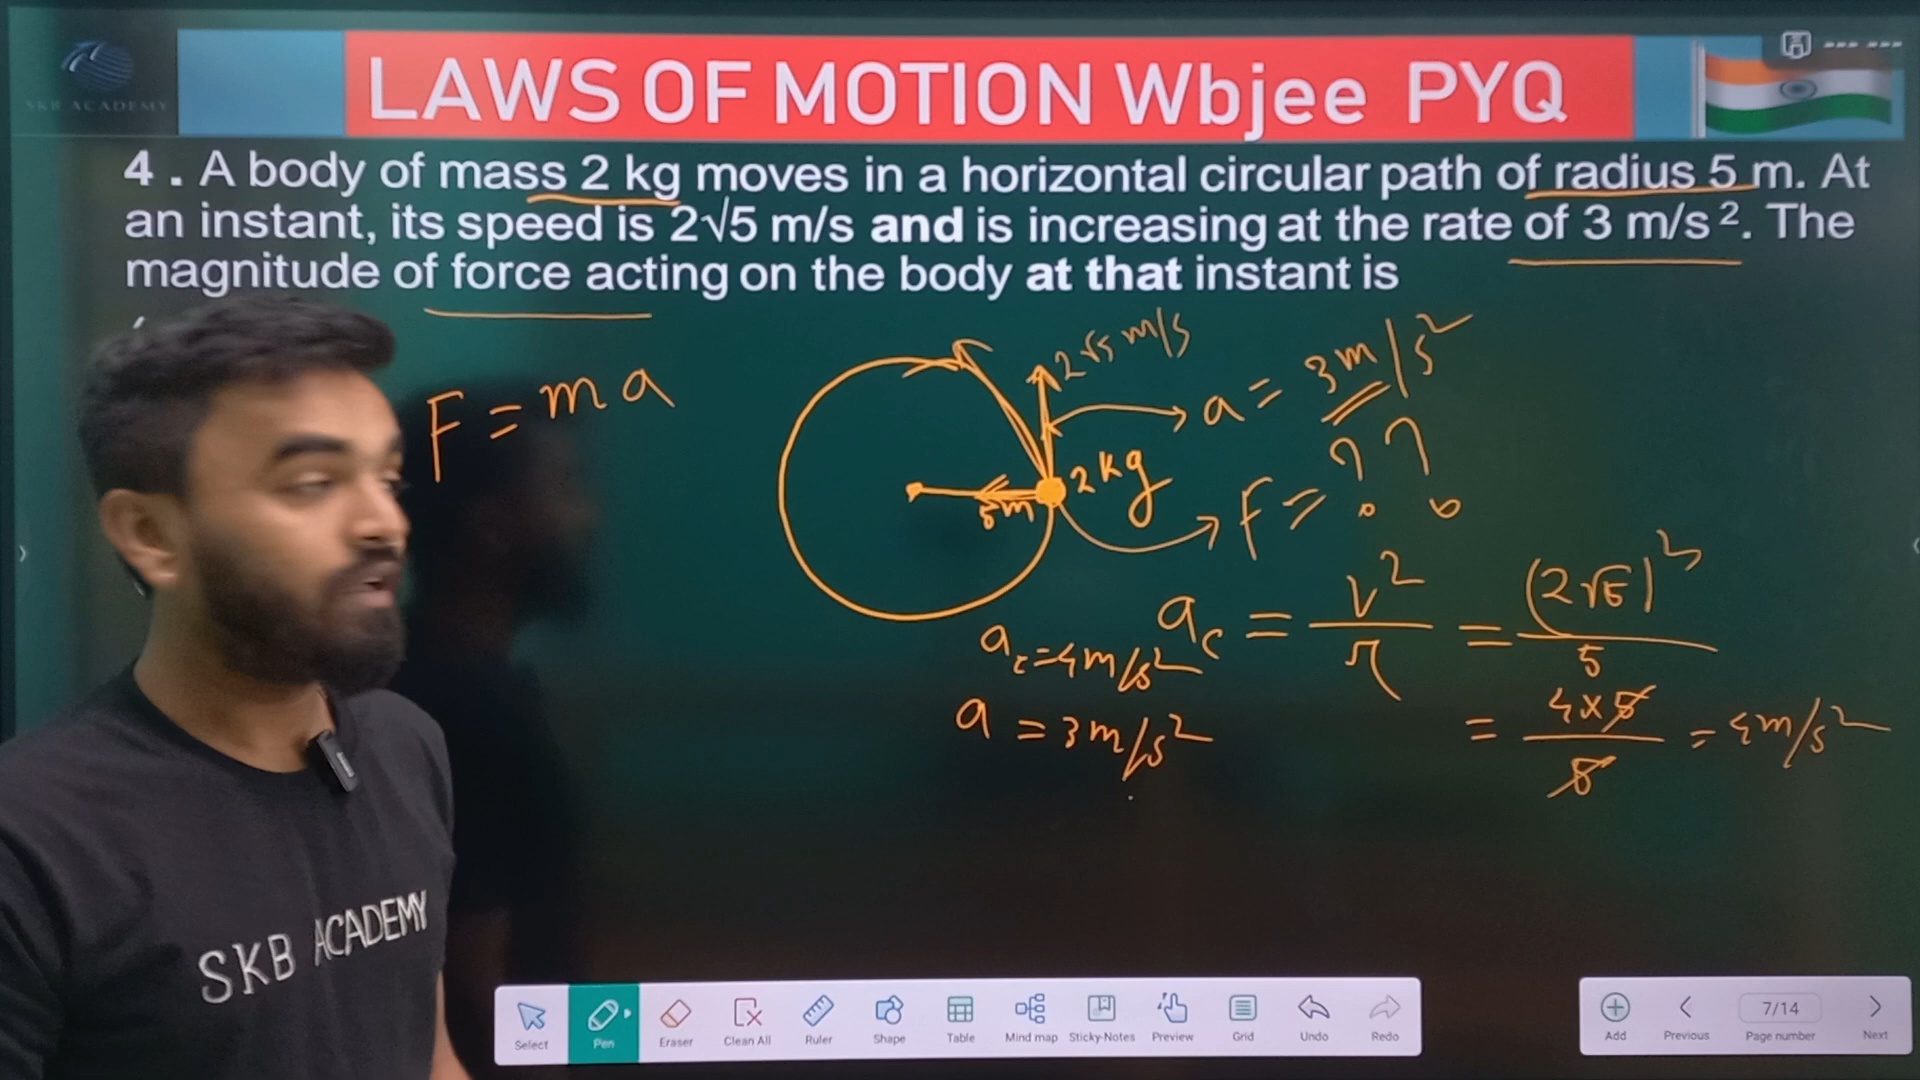 SKB ACADEMY
LAWS OF MOTION Wbjee PYQ
4 . A body of mass 2 kg moves in a horizontal circular path of radius 5 m. At
an instant, its speed is 2√5 m/s and is increasing at the rate of 3 m/s². The
magnitude of force acting on the body at that instant is
F = ma
2√5 m/s
a = 3m/s²
2kg
5m
F = ??
a_c = v²/r = (2√5)²/5
= 4×5/5 = 4m/s²
a_c = 4m/s²
a = 3m/s²
SKB ACADEMY
Select
Pen
Eraser
Clean All
Ruler
Shape
Table
Mind map
Sticky-Notes
Preview
Grid
Undo
Redo
Add
Previous
7/14
Page number
Next